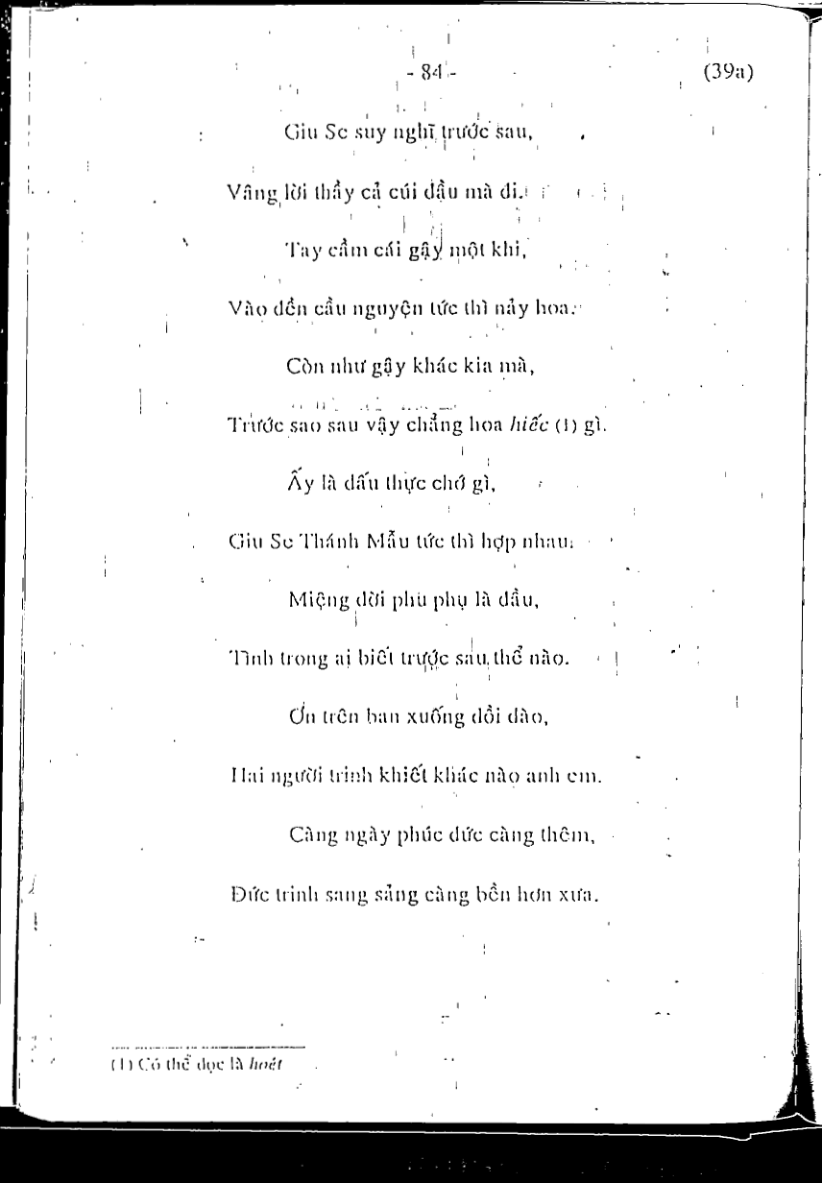 - 84 - (39a)
Giu Se suy nghĩ trước sau,
Vâng lời thầy cả cúi đầu mà đi.
Tay cầm cái gậy một khi,
Vào đền cầu nguyện tức thì nảy hoa.
Còn như gậy khác kia mà,
Trước sao sau vậy chẳng hoa hiếc (1) gì.
Ấy là dấu thực chớ gì,
Giu Se Thánh Mẫu tức thì hợp nhau.
Miệng đời phu phụ là đầu,
Tình trong ai biết trước sau thể nào.
Ơn trên ban xuống dồi dào,
Hai người trinh khiết khác nào anh em.
Càng ngày phúc đức càng thêm,
Đức trinh sang sảng càng bền hơn xưa.
(1) Có thể đọc là hoét